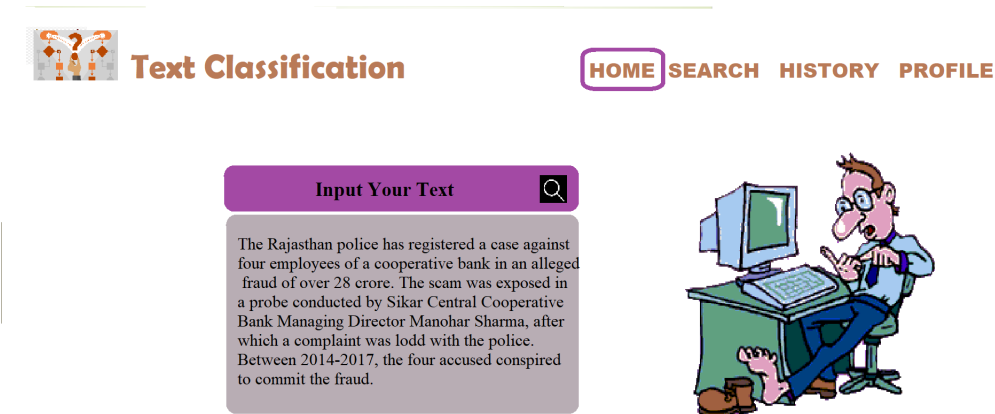 Text Classification
HOME SEARCH HISTORY PROFILE
Input Your Text
The Rajasthan police has registered a case against
four employees of a cooperative bank in an alleged
fraud of over 28 crore. The scam was exposed in
a probe conducted by Sikar Central Cooperative
Bank Managing Director Manohar Sharma, after
which a complaint was lodd with the police.
Between 2014-2017, the four accused conspired
to commit the fraud.